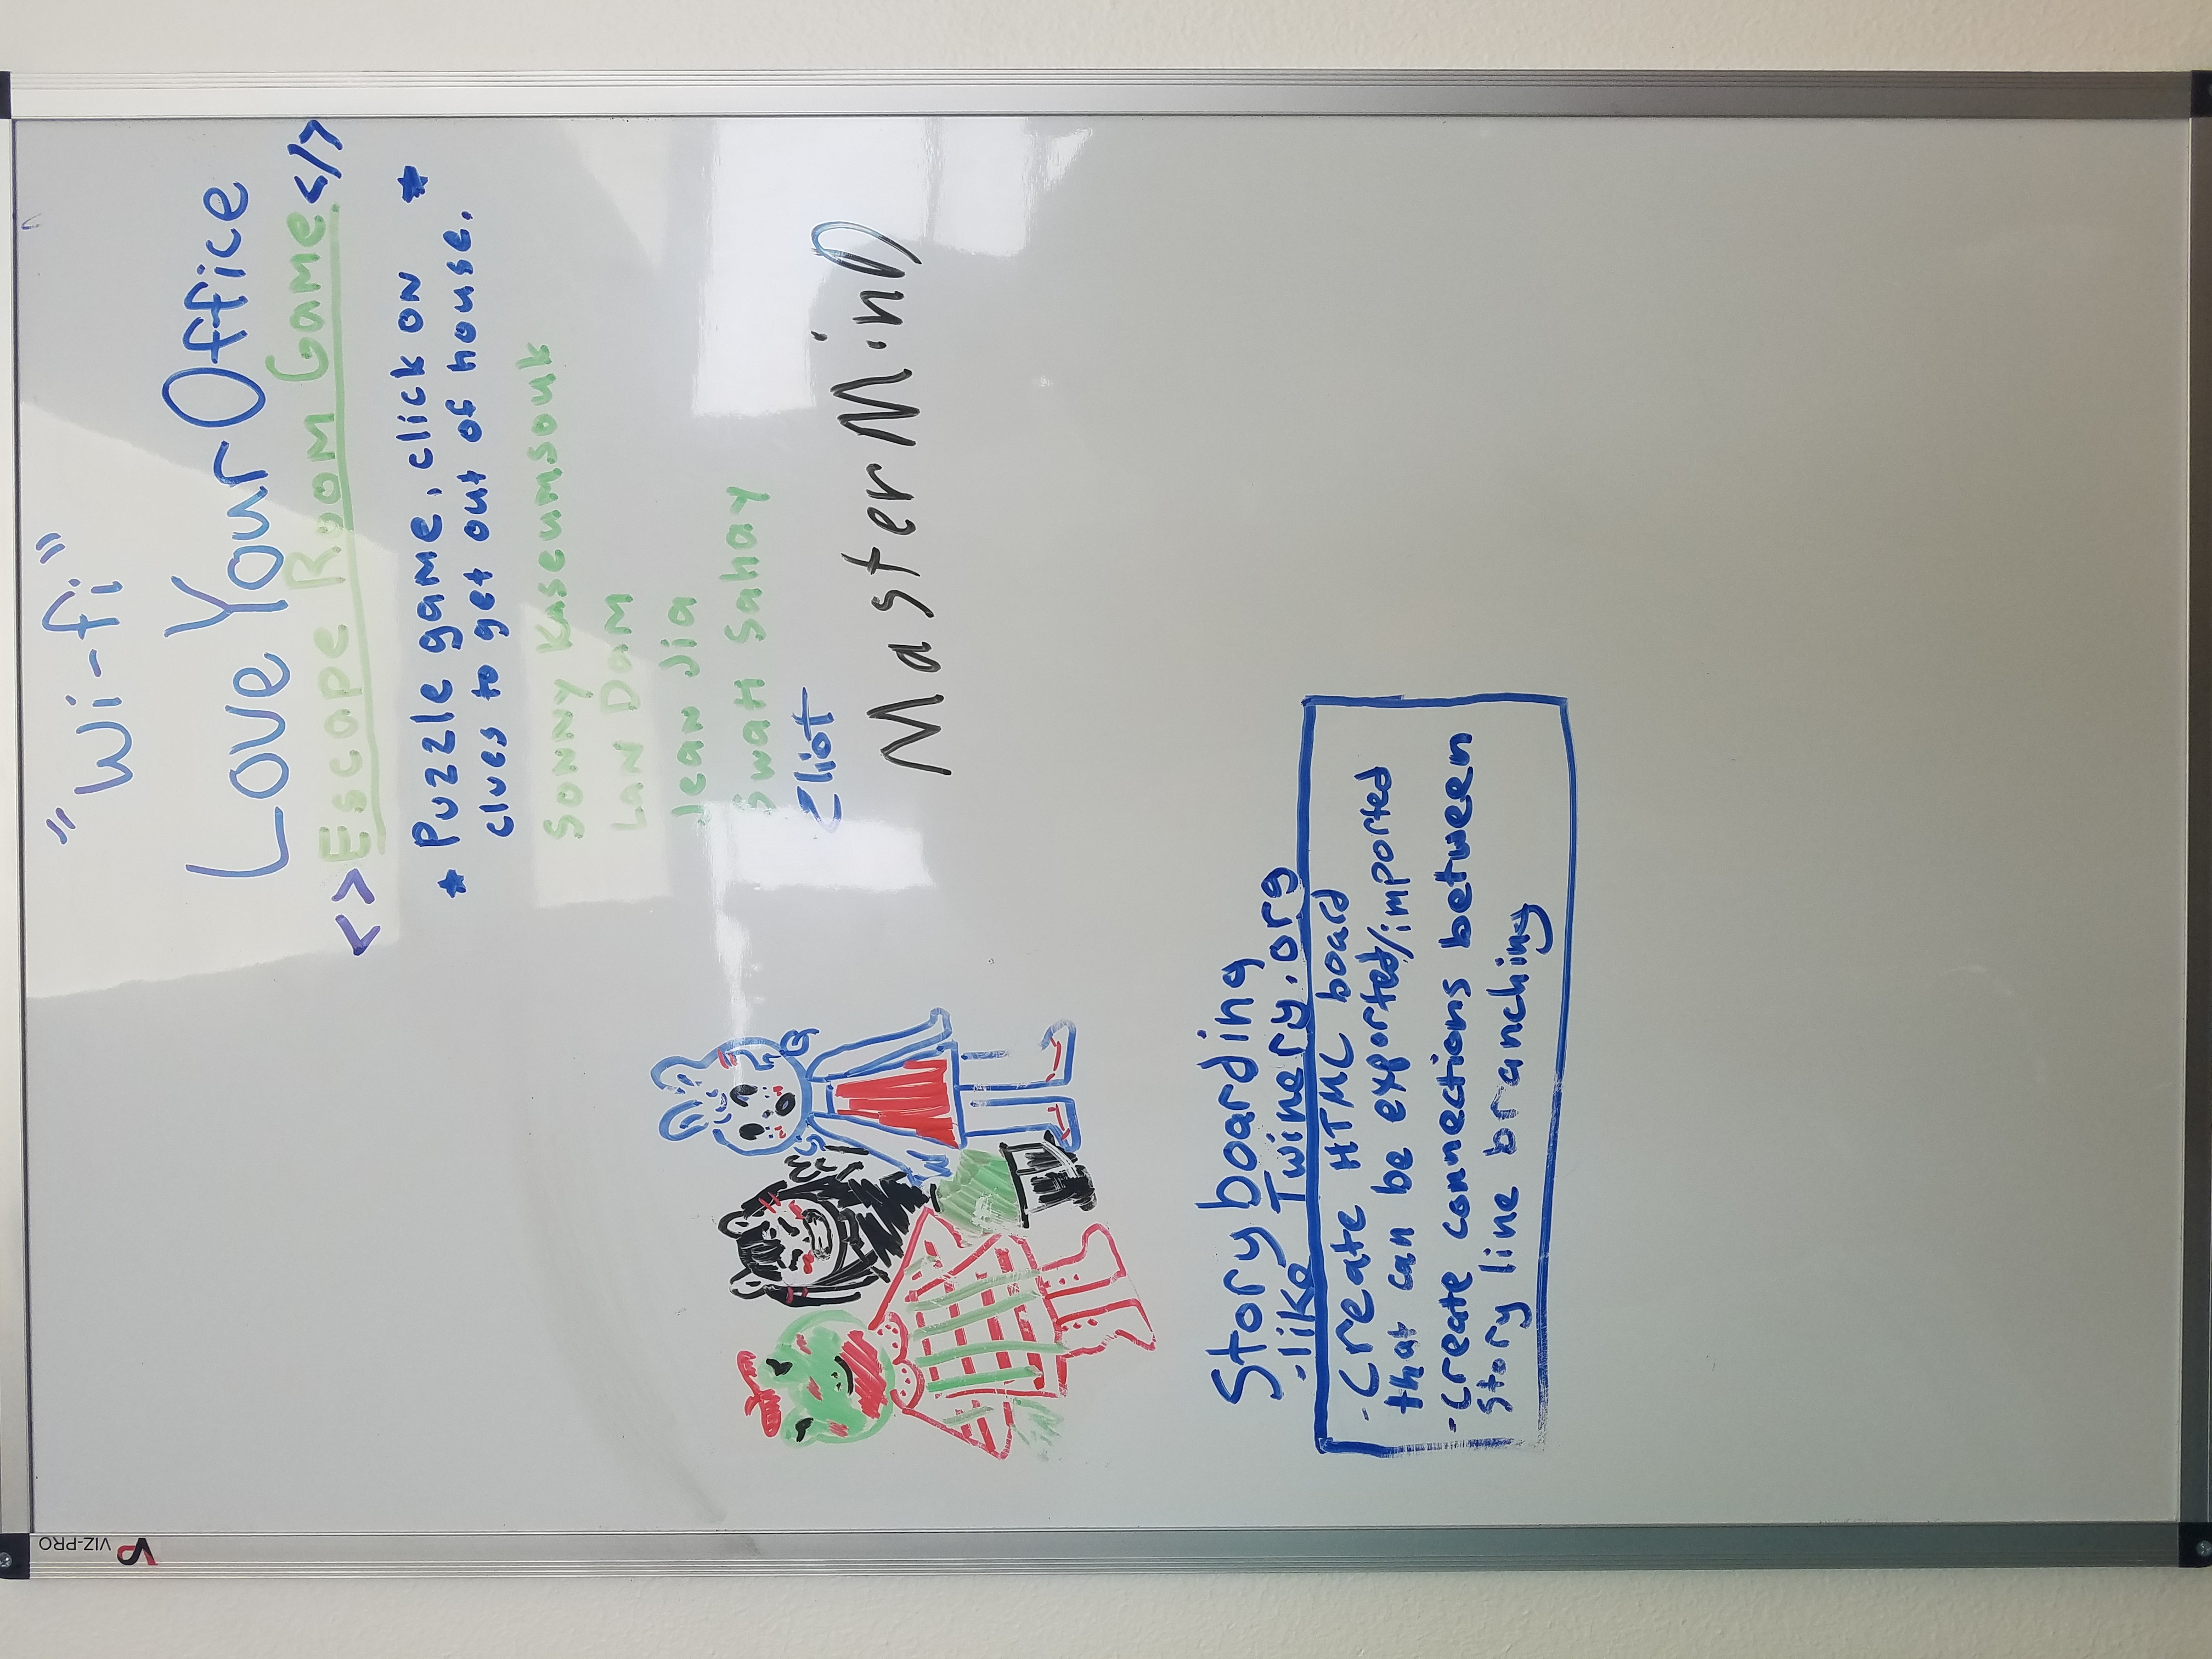 VIZ-PRO
"Wi-fi"
Love Your Office
<> Escape Room Game </>
* Puzzle game, click on *
clues to get out of house.
Sonny Kaseumsouk
Lan Dam
Jean Jia
Swati Sahay
Eliot
MasterMinD
Story boarding
-like Twinery.org
-create HTML board
that can be exported/imported
-create connections between
story line branching